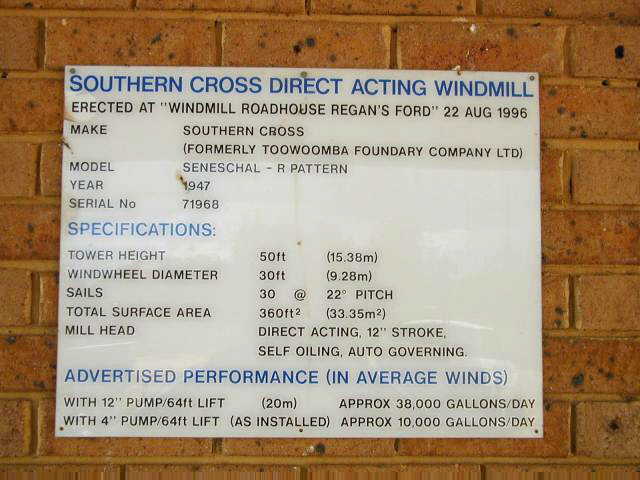 SOUTHERN CROSS DIRECT ACTING WINDMILL
ERECTED AT "WINDMILL ROADHOUSE REGAN'S FORD" 22 AUG 1996
MAKE SOUTHERN CROSS
(FORMERLY TOOWOOMBA FOUNDARY COMPANY LTD)
MODEL SENESCHAL - R PATTERN
YEAR 1947
SERIAL No 71968
SPECIFICATIONS:
TOWER HEIGHT 50ft (15.38m)
WINDWHEEL DIAMETER 30ft (9.28m)
SAILS 30 @ 22° PITCH
TOTAL SURFACE AREA 360ft² (33.35m²)
MILL HEAD DIRECT ACTING, 12" STROKE,
SELF OILING, AUTO GOVERNING.
ADVERTISED PERFORMANCE (IN AVERAGE WINDS)
WITH 12" PUMP/64ft LIFT (20m) APPROX 38,000 GALLONS/DAY
WITH 4" PUMP/64ft LIFT (AS INSTALLED) APPROX 10,000 GALLONS/DAY